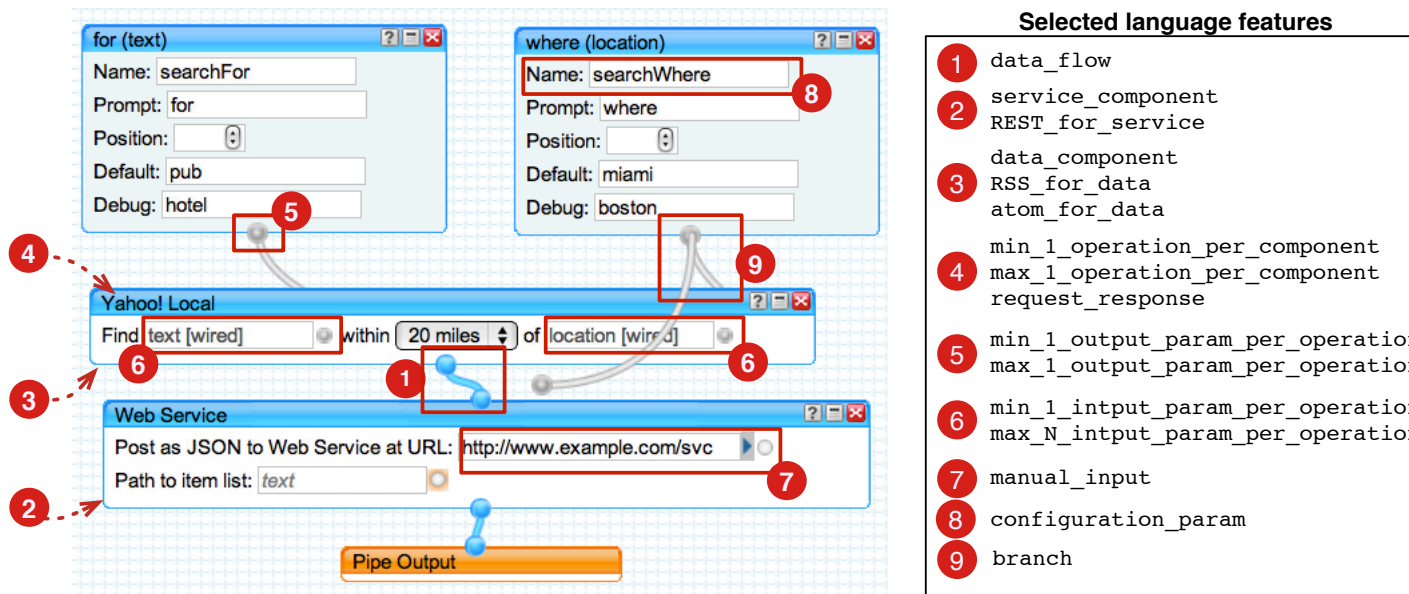 for (text)
Name: searchFor
Prompt: for
Position:
Default: pub
Debug: hotel
5
where (location)
Name: searchWhere
8
Prompt: where
Position:
Default: miami
Debug: boston
9
4
Yahoo! Local
Find text [wired] within 20 miles of location [wired]
6
1
6
3
Web Service
Post as JSON to Web Service at URL: http://www.example.com/svc
Path to item list: text
7
2
Pipe Output
Selected language features
1 data_flow
2 service_component
REST_for_service
3 data_component
RSS_for_data
atom_for_data
4 min_1_operation_per_component
max_1_operation_per_component
request_response
5 min_1_output_param_per_operation
max_1_output_param_per_operation
6 min_1_intput_param_per_operation
max_N_intput_param_per_operation
7 manual_input
8 configuration_param
9 branch